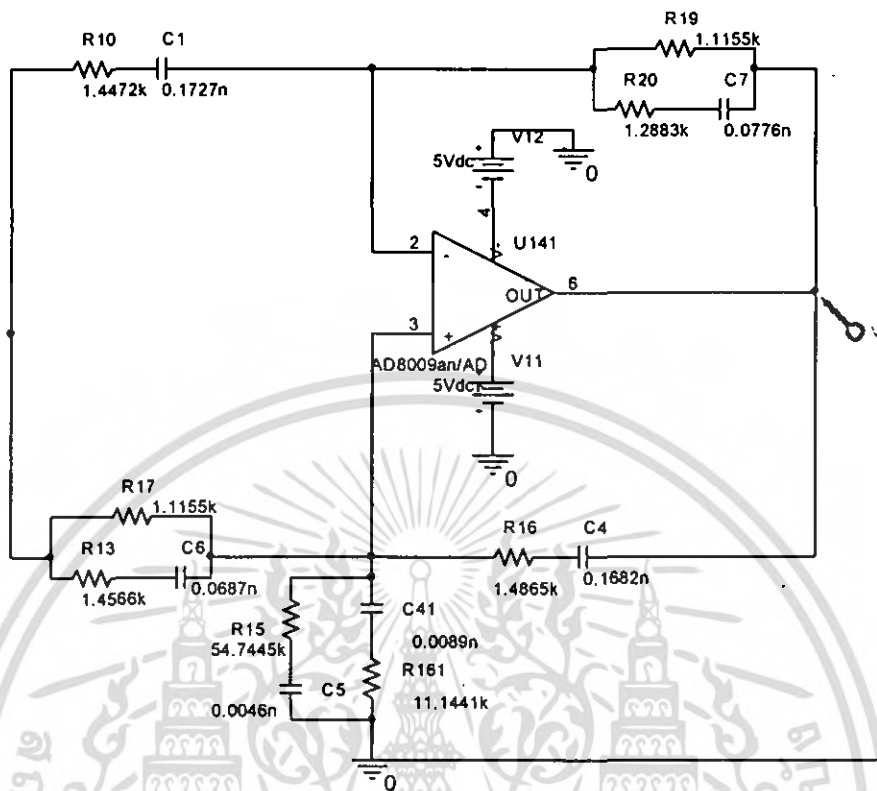 R10 C1
1.4472k 0.1727n
R19
1.1155k
R20 C7
1.2883k 0.0776n
V12
5Vdc
0
4
U141
2
-
OUT
6
3
+
AD8009an/AD
V11
5Vdc
0
R17
1.1155k
R13 C6
1.4566k 0.0687n
R16 C4
1.4865k 0.1682n
C41
0.0089n
R15
54.7445k
R161
11.1441k
C5
0.0046n
0